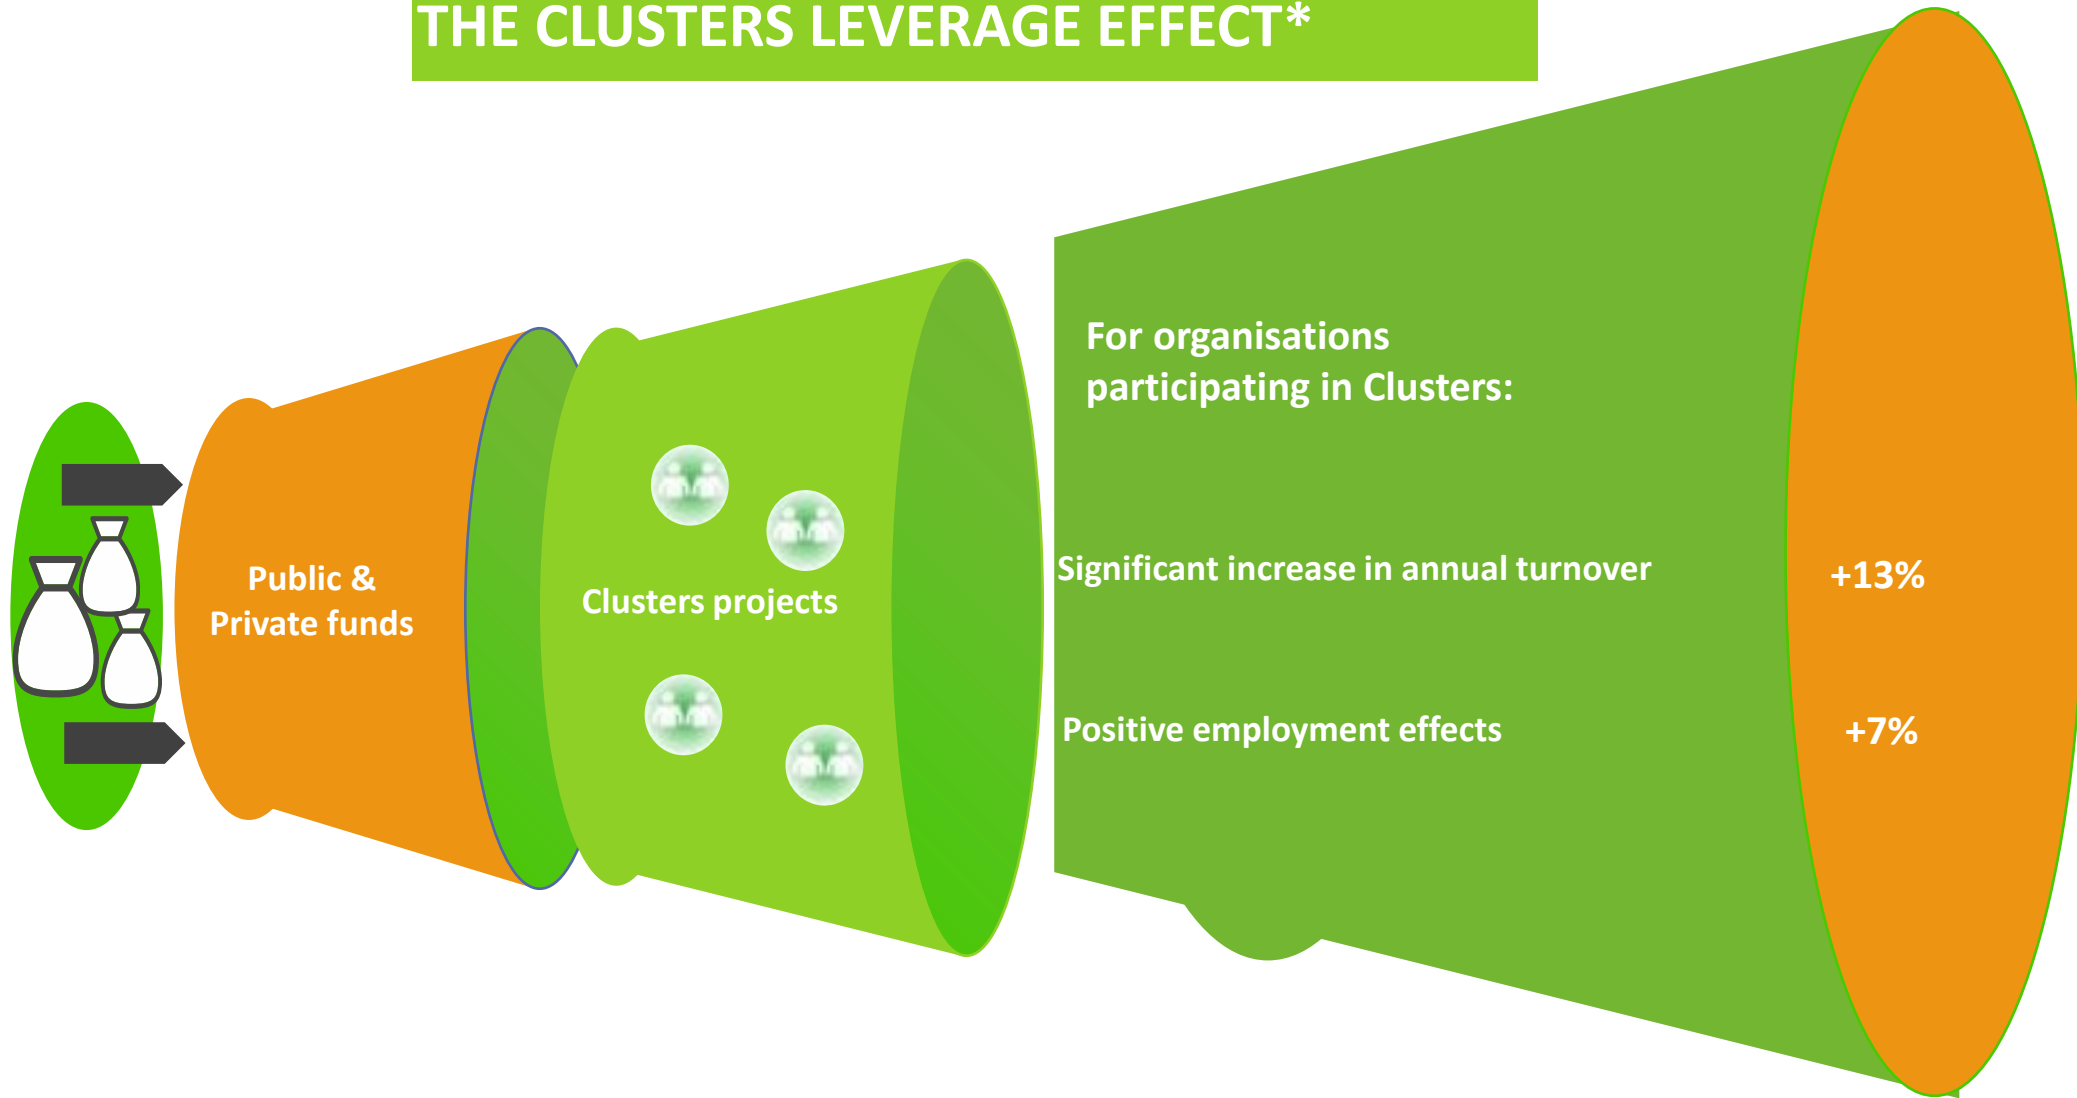 THE CLUSTERS LEVERAGE EFFECT*
For organisations
participating in Clusters:
Public &
Private funds
Clusters projects
Significant increase in annual turnover
+13%
Positive employment effects
+7%